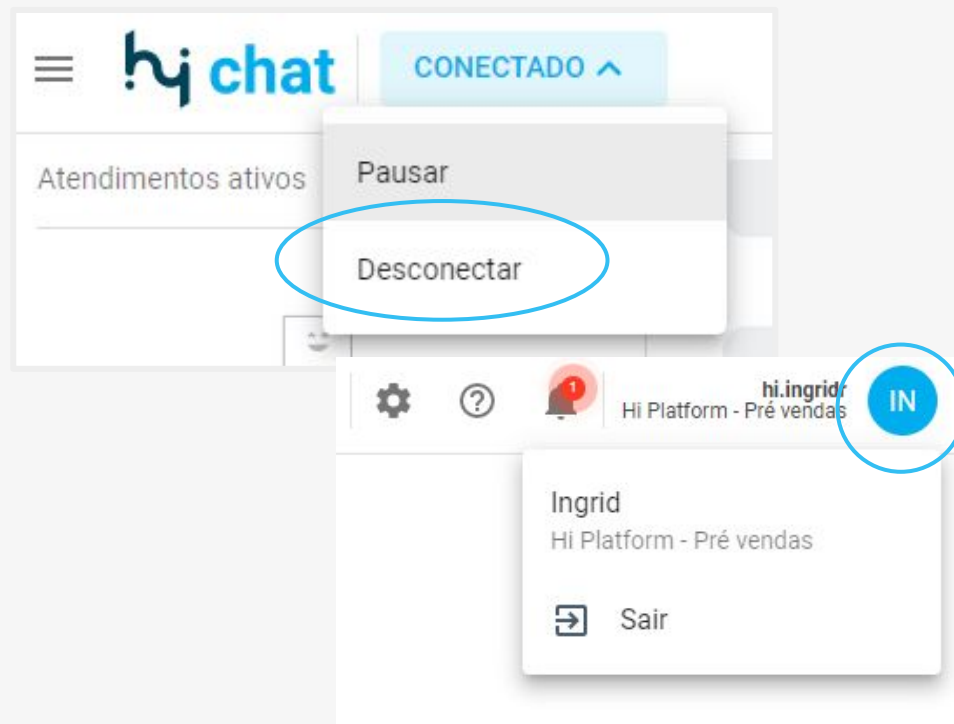 hi chat
CONECTADO
Atendimentos ativos
Pausar
Desconectar
1
hi.ingridr
Hi Platform - Pré vendas
IN
Ingrid
Hi Platform - Pré vendas
Sair